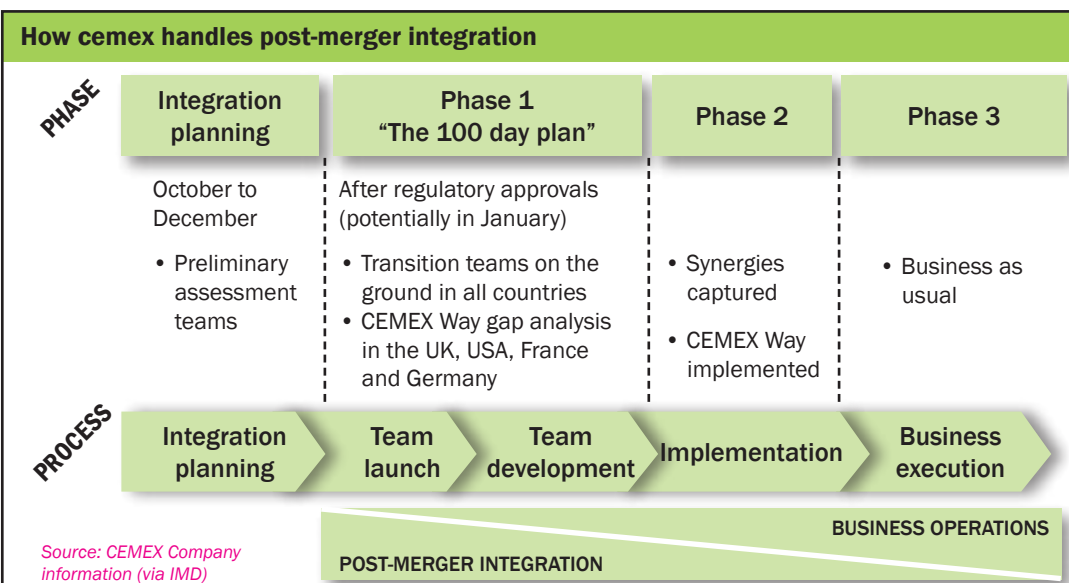 How cemex handles post-merger integration
PHASE
Integration
planning
Phase 1
“The 100 day plan”
Phase 2
Phase 3
October to
December
• Preliminary
assessment
teams
After regulatory approvals
(potentially in January)
• Transition teams on the
ground in all countries
• CEMEX Way gap analysis
in the UK, USA, France
and Germany
• Synergies
captured
• CEMEX Way
implemented
• Business as
usual
PROCESS
Integration
planning
Team
launch
Team
development
Implementation
Business
execution
BUSINESS OPERATIONS
POST-MERGER INTEGRATION
Source: CEMEX Company
information (via IMD)